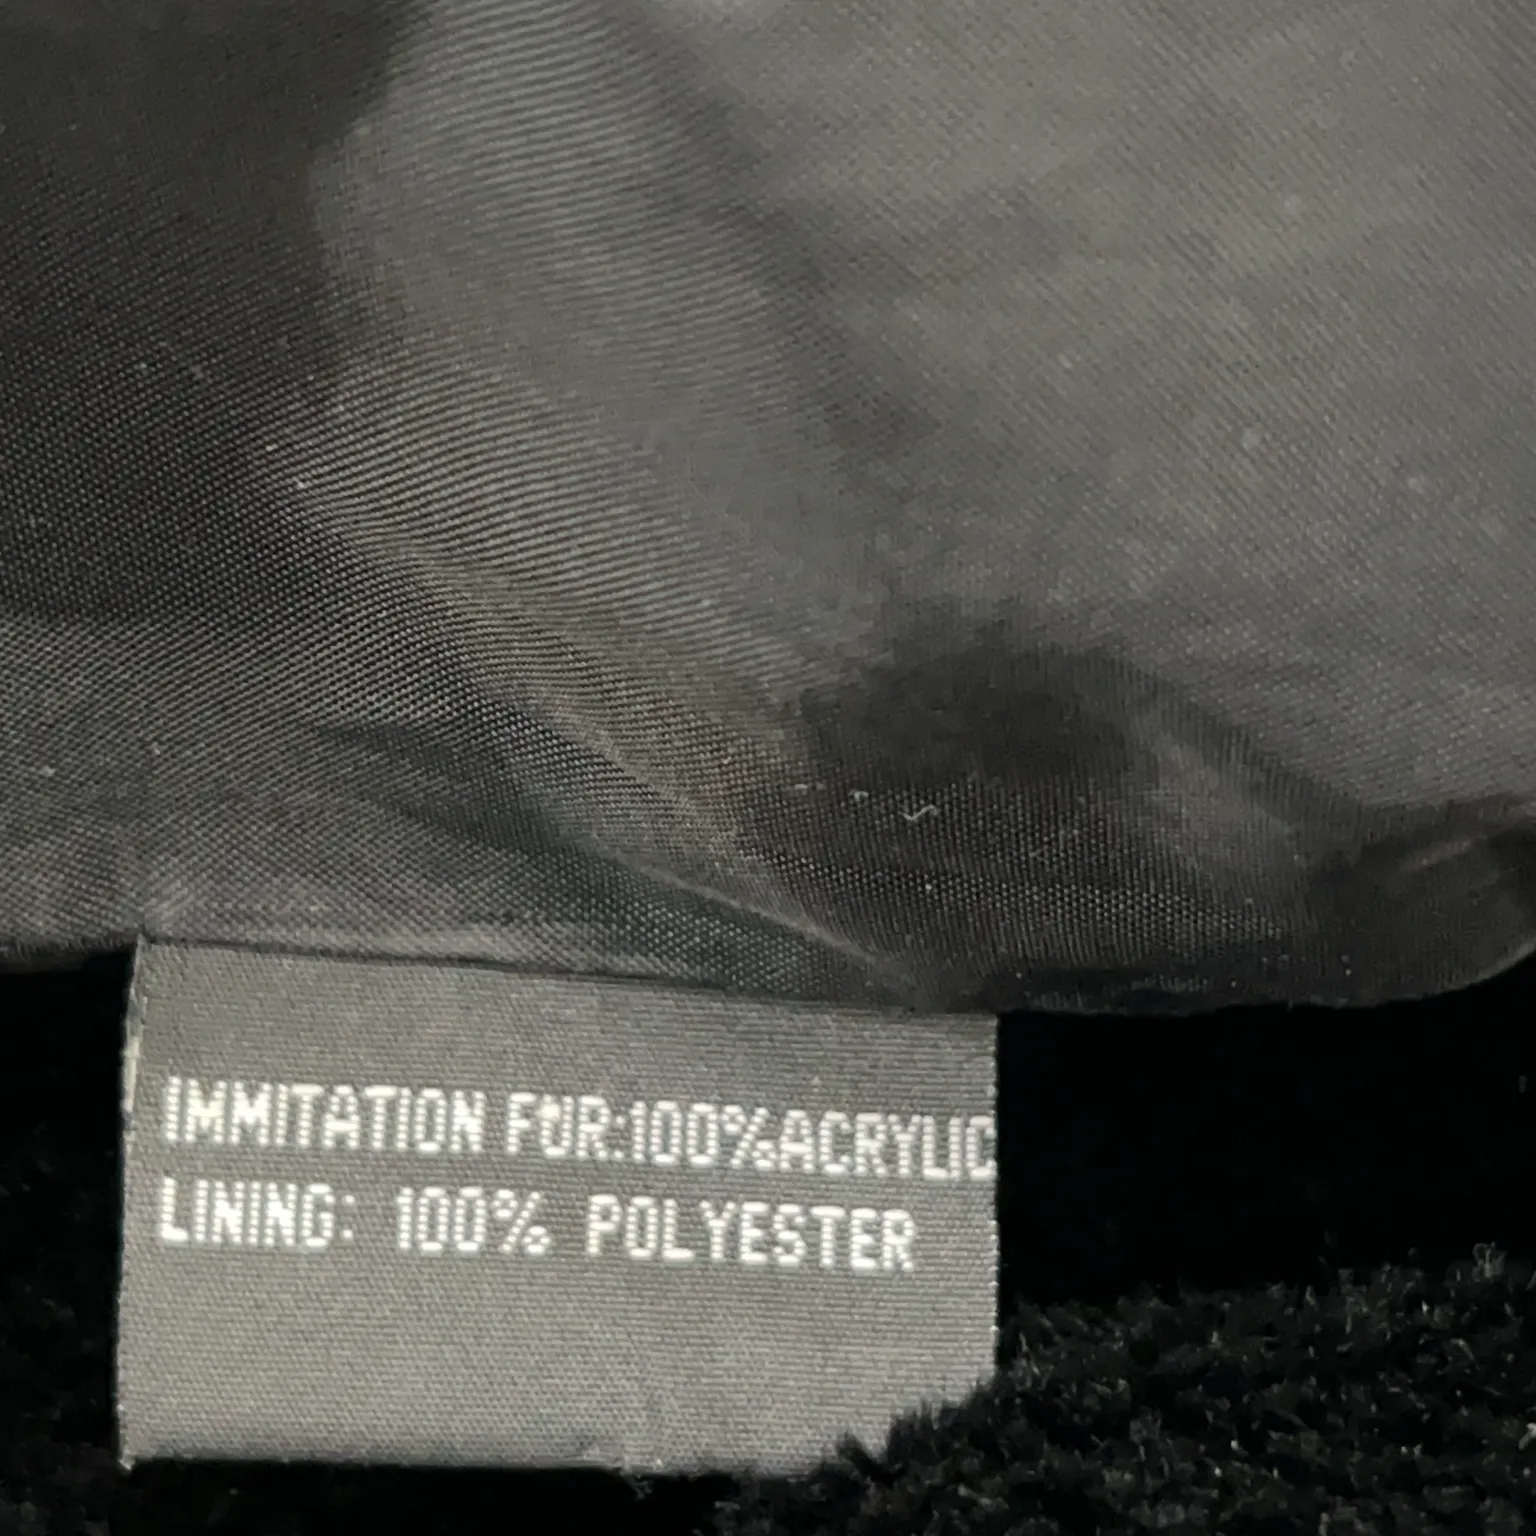 IMMITATION FUR:100%ACRYLIC
LINING: 100% POLYESTER